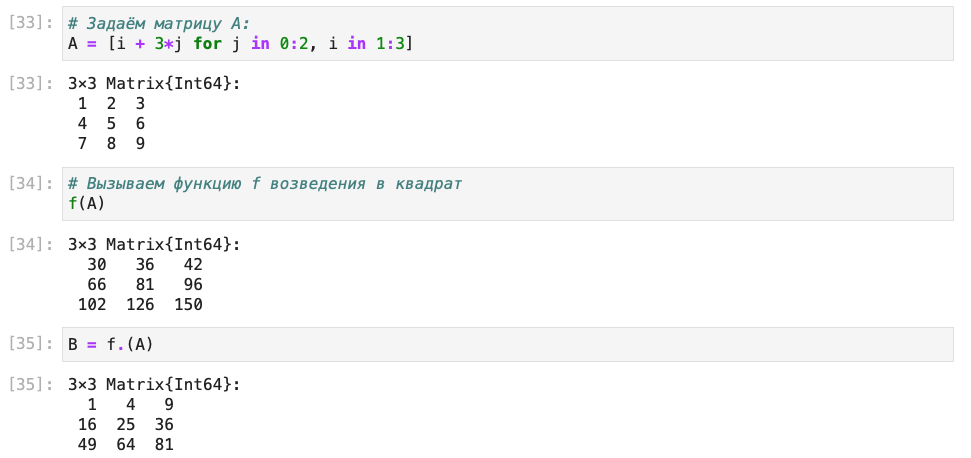 [33]: # Задаём матрицу A:
A = [i + 3*j for j in 0:2, i in 1:3]
[33]: 3×3 Matrix{Int64}:
1 2 3
4 5 6
7 8 9
[34]: # Вызываем функцию f возведения в квадрат
f(A)
[34]: 3×3 Matrix{Int64}:
30 36 42
66 81 96
102 126 150
[35]: B = f.(A)
[35]: 3×3 Matrix{Int64}:
1 4 9
16 25 36
49 64 81